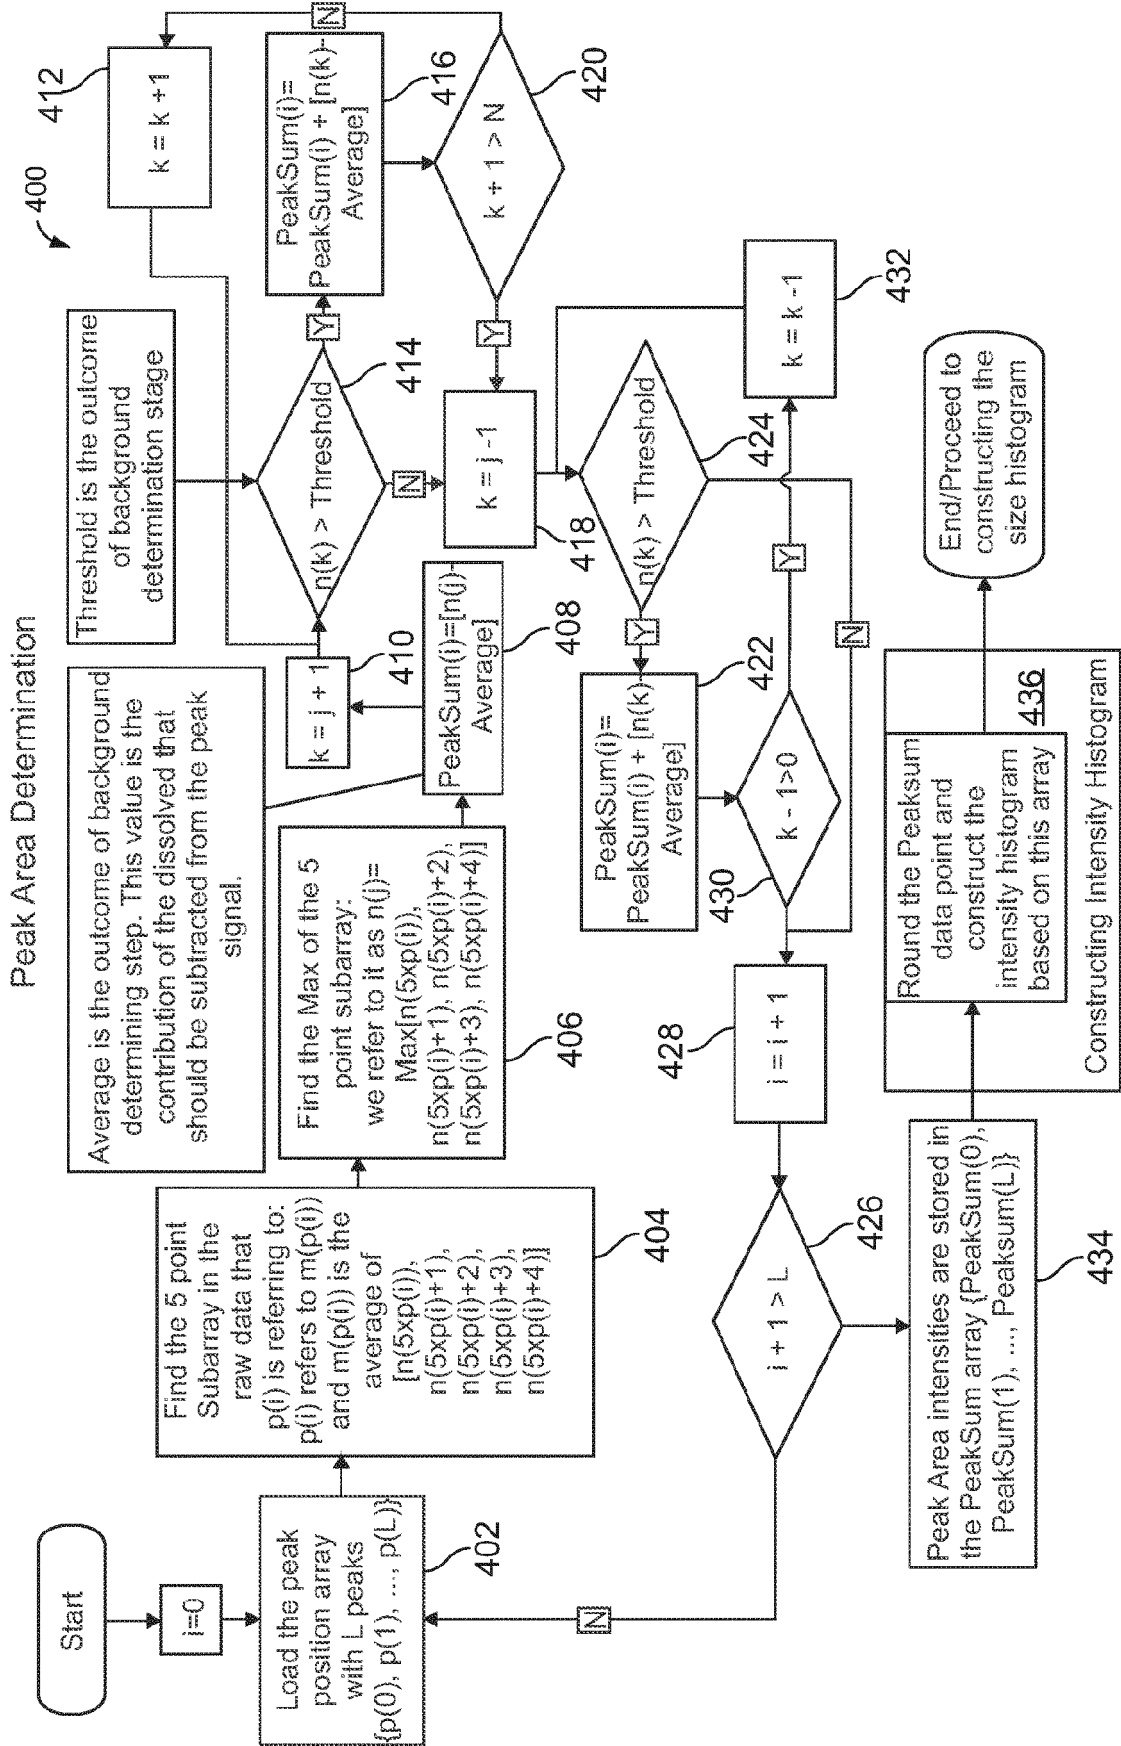 Peak Area Determination
400
Start
i=0
Load the peak
position array
with L peaks
{p(0), p(1), ..., p(L)}
402
Find the 5 point
Subarray in the
raw data that
p(i) is referring to:
p(i) refers to m(p(i))
and m(p(i)) is the
average of
[n(5xp(i)),
n(5xp(i)+1),
n(5xp(i)+2),
n(5xp(i)+3),
n(5xp(i)+4)]
404
Find the Max of the 5
point subarray:
we refer to it as n(j)=
Max[n(5xp(i)),
n(5xp(i)+1), n(5xp(i)+2),
n(5xp(i)+3), n(5xp(i)+4)]
406
Average is the outcome of background
determining step. This value is the
contribution of the dissolved that
should be subtracted from the peak
signal.
PeakSum(i)=[n(j)-
Average]
408
k = j + 1
410
Threshold is the outcome
of background
determination stage
n(k) > Threshold
414
Y
N
k = k +1
412
PeakSum(i)=
PeakSum(i) + [n(k)-
Average]
416
k + 1 > N
420
N
Y
k = j -1
418
n(k) > Threshold
424
Y
N
PeakSum(i)=
PeakSum(i) + [n(k)-
Average]
422
k - 1>0
430
Y
k = k -1
432
i = i + 1
428
i + 1 > L
426
N
Peak Area intensities are stored in
the PeakSum array {PeakSum(0),
PeakSum(1), ..., Peaksum(L)}
434
Round the Peaksum
data point and
construct the
intensity histogram
based on this array
436
Constructing Intensity Histogram
End/Proceed to
constructing the
size histogram